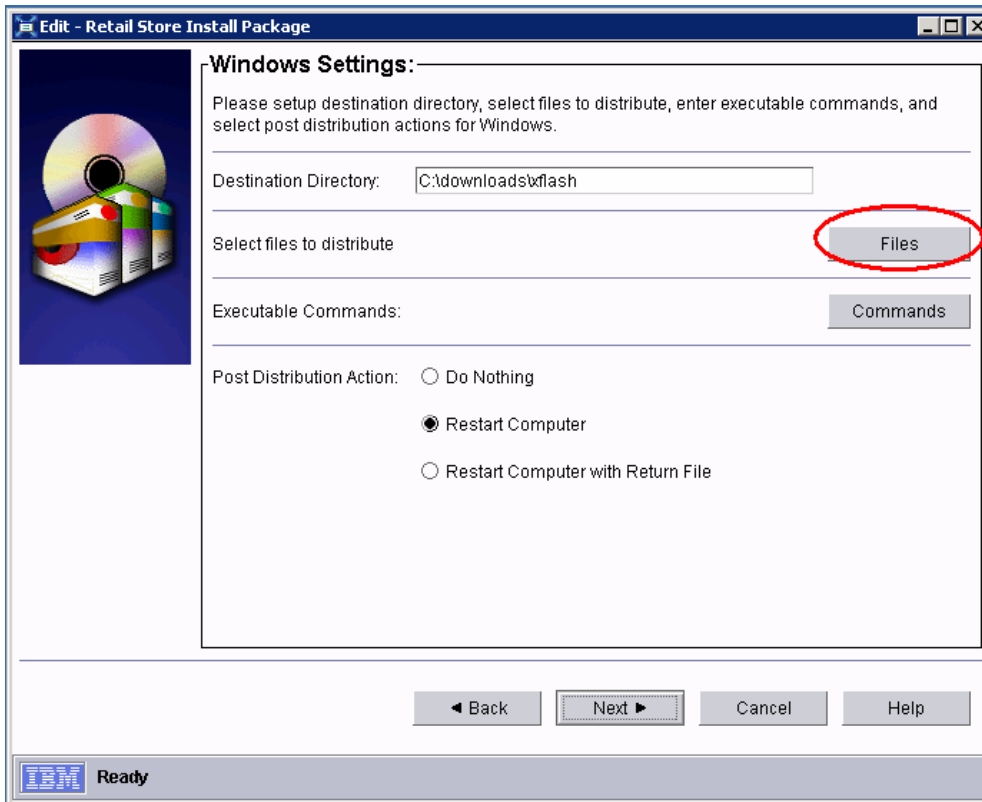 Edit - Retail Store Install Package
Windows Settings:
Please setup destination directory, select files to distribute, enter executable commands, and
select post distribution actions for Windows.
Destination Directory: C:\downloads\xflash
Select files to distribute Files
Executable Commands: Commands
Post Distribution Action: Do Nothing
Restart Computer
Restart Computer with Return File
Back Next Cancel Help
IBM Ready